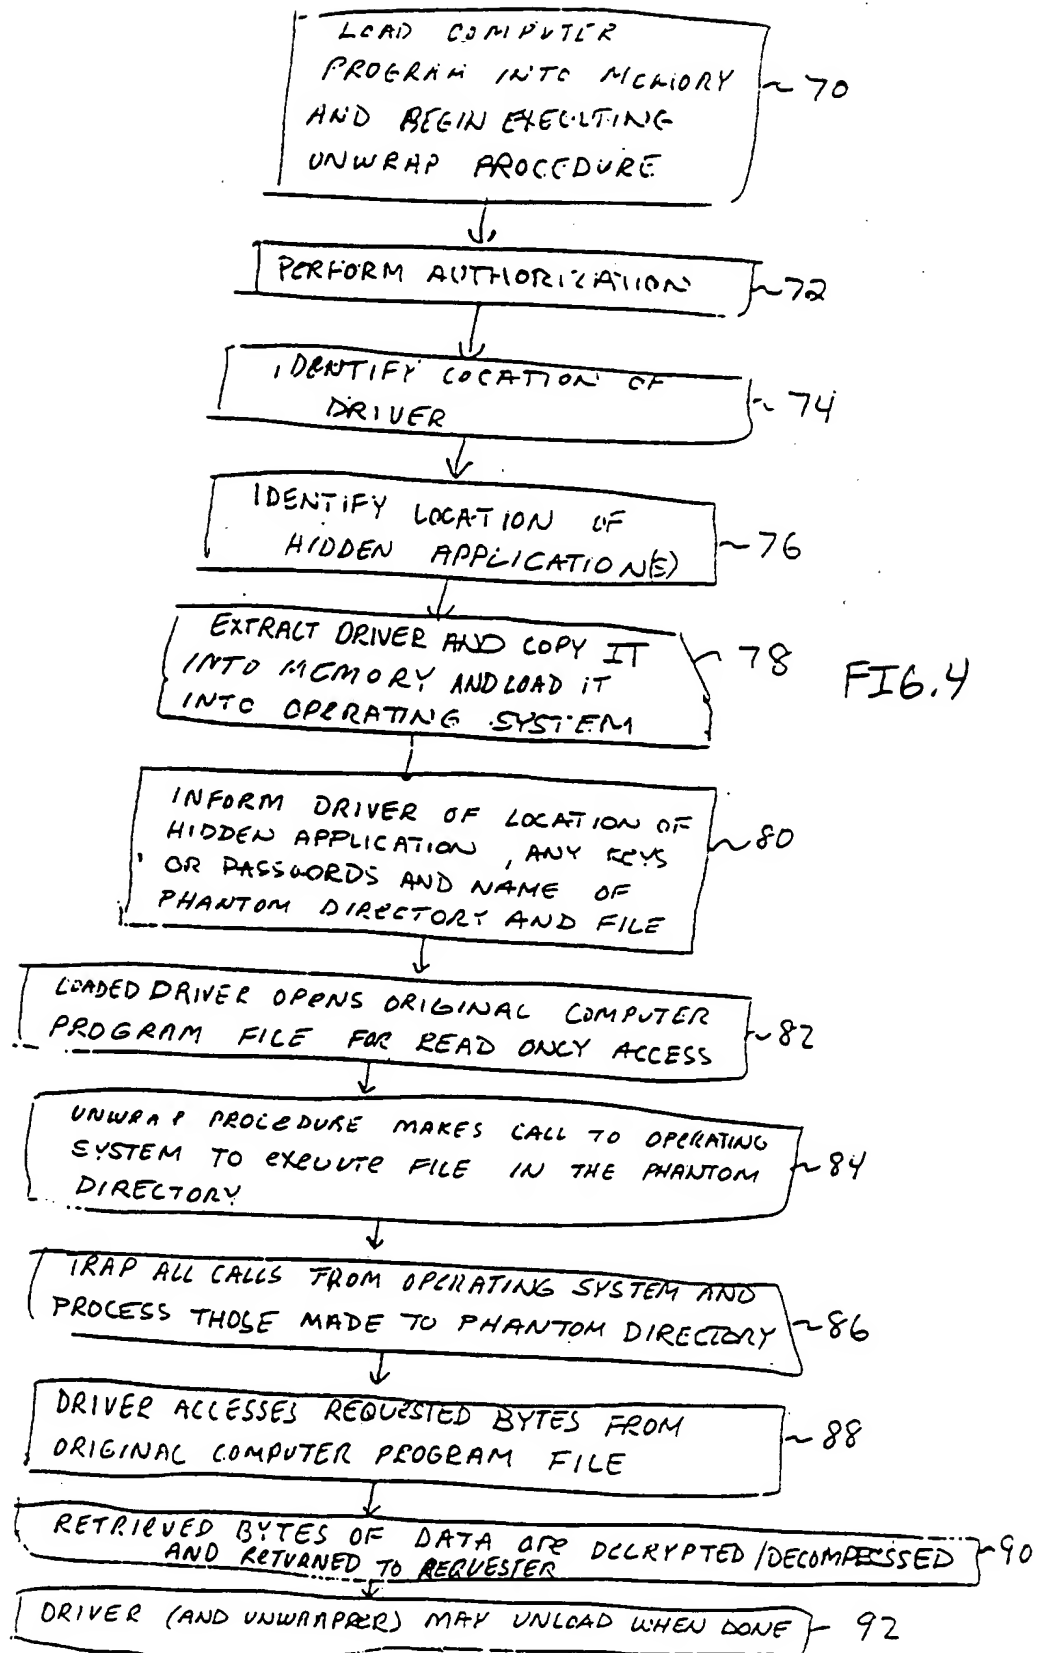 LOAD COMPUTER
PROGRAM INTO MEMORY
AND BEGIN EXECUTING
UNWRAP PROCEDURE
70
PERFORM AUTHORIZATION
72
IDENTIFY LOCATION OF
DRIVER
74
IDENTIFY LOCATION OF
HIDDEN APPLICATION(S)
76
EXTRACT DRIVER AND COPY IT
INTO MEMORY AND LOAD IT
INTO OPERATING SYSTEM
78
FIG. 4
INFORM DRIVER OF LOCATION OF
HIDDEN APPLICATION, ANY KEYS
OR PASSWORDS AND NAME OF
PHANTOM DIRECTORY AND FILE
80
LOADED DRIVER OPENS ORIGINAL COMPUTER
PROGRAM FILE FOR READ ONLY ACCESS
82
UNWRAP PROCEDURE MAKES CALL TO OPERATING
SYSTEM TO EXECUTE FILE IN THE PHANTOM
DIRECTORY
84
TRAP ALL CALLS FROM OPERATING SYSTEM AND
PROCESS THOSE MADE TO PHANTOM DIRECTORY
86
DRIVER ACCESSES REQUESTED BYTES FROM
ORIGINAL COMPUTER PROGRAM FILE
88
RETRIEVED BYTES OF DATA ARE DECRYPTED/DECOMPESSED
AND RETURNED TO REQUESTER
90
DRIVER (AND UNWRAPPER) MAY UNLOAD WHEN DONE
92